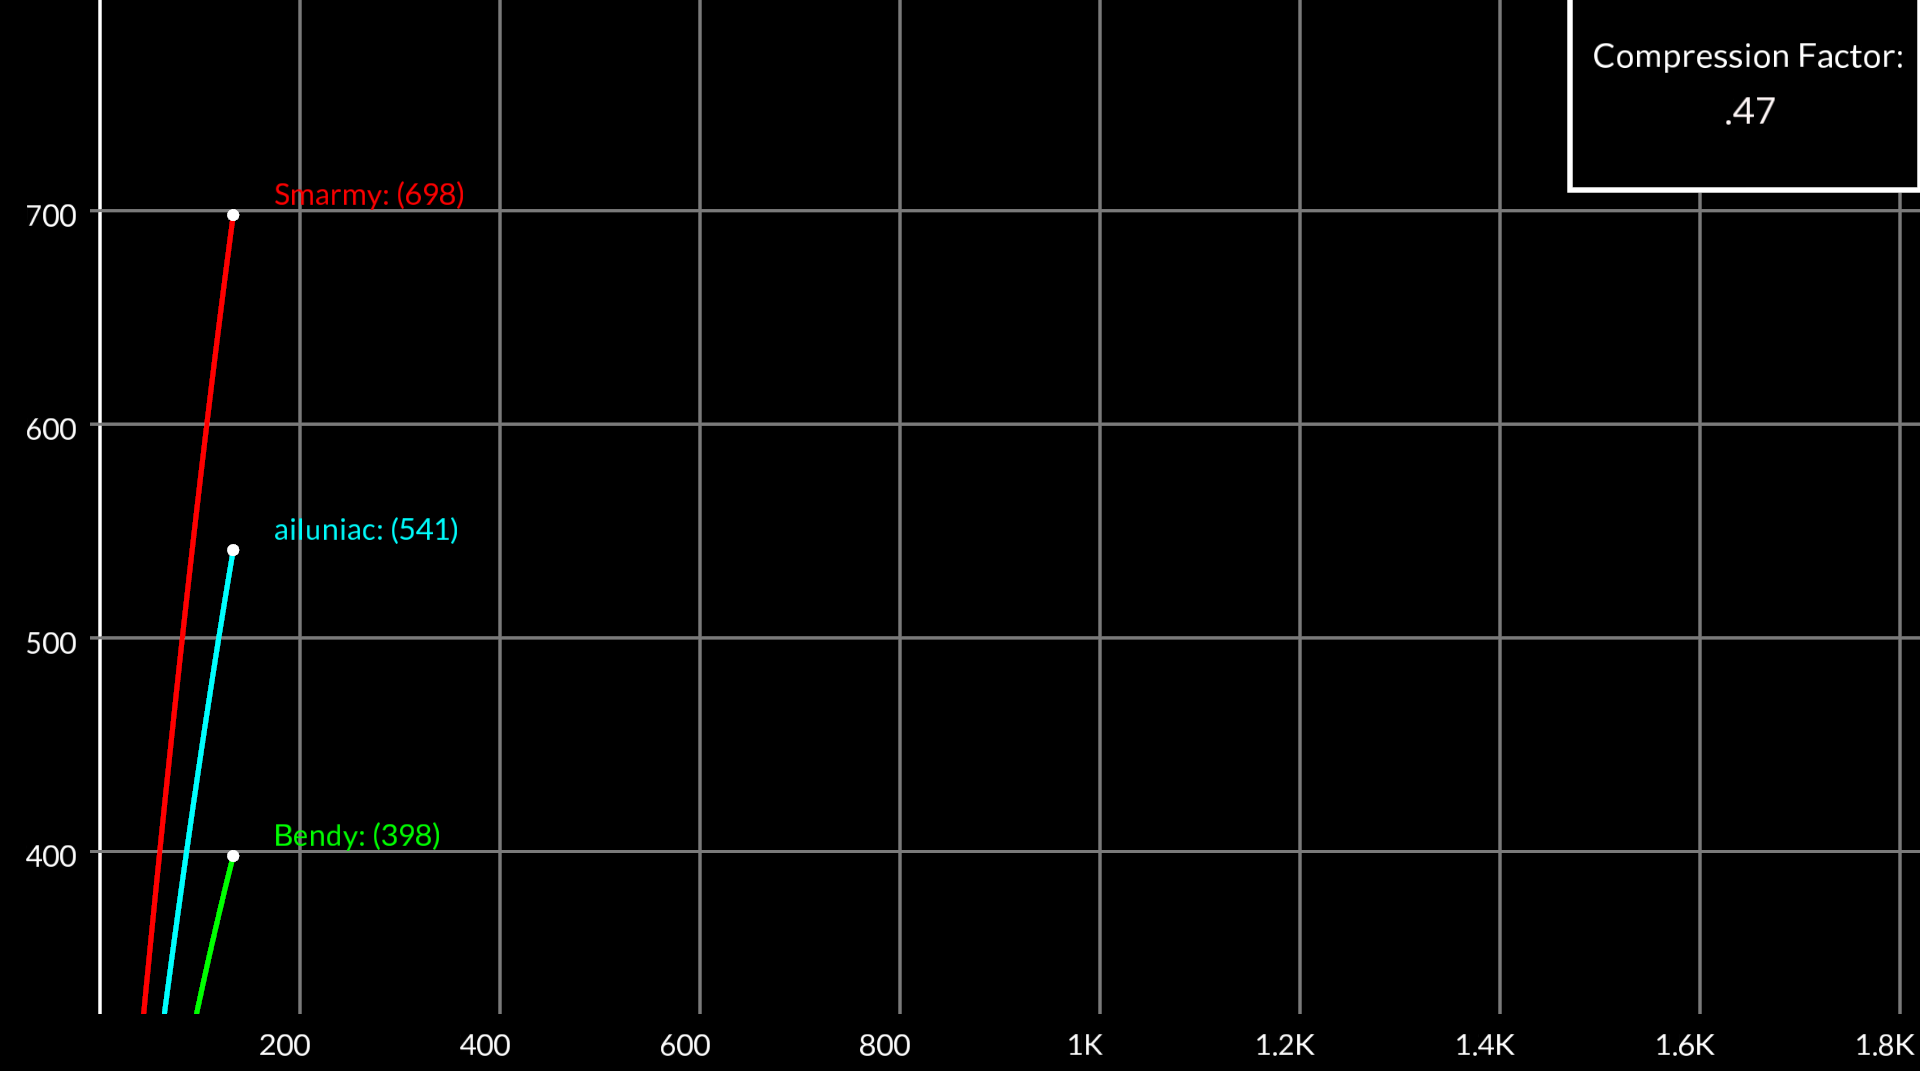 Compression Factor:
.47
Smarmy: (698)
700
600
ailuniac: (541)
500
Bendy: (398)
400
200 400 600 800 1K 1.2K 1.4K 1.6K 1.8K